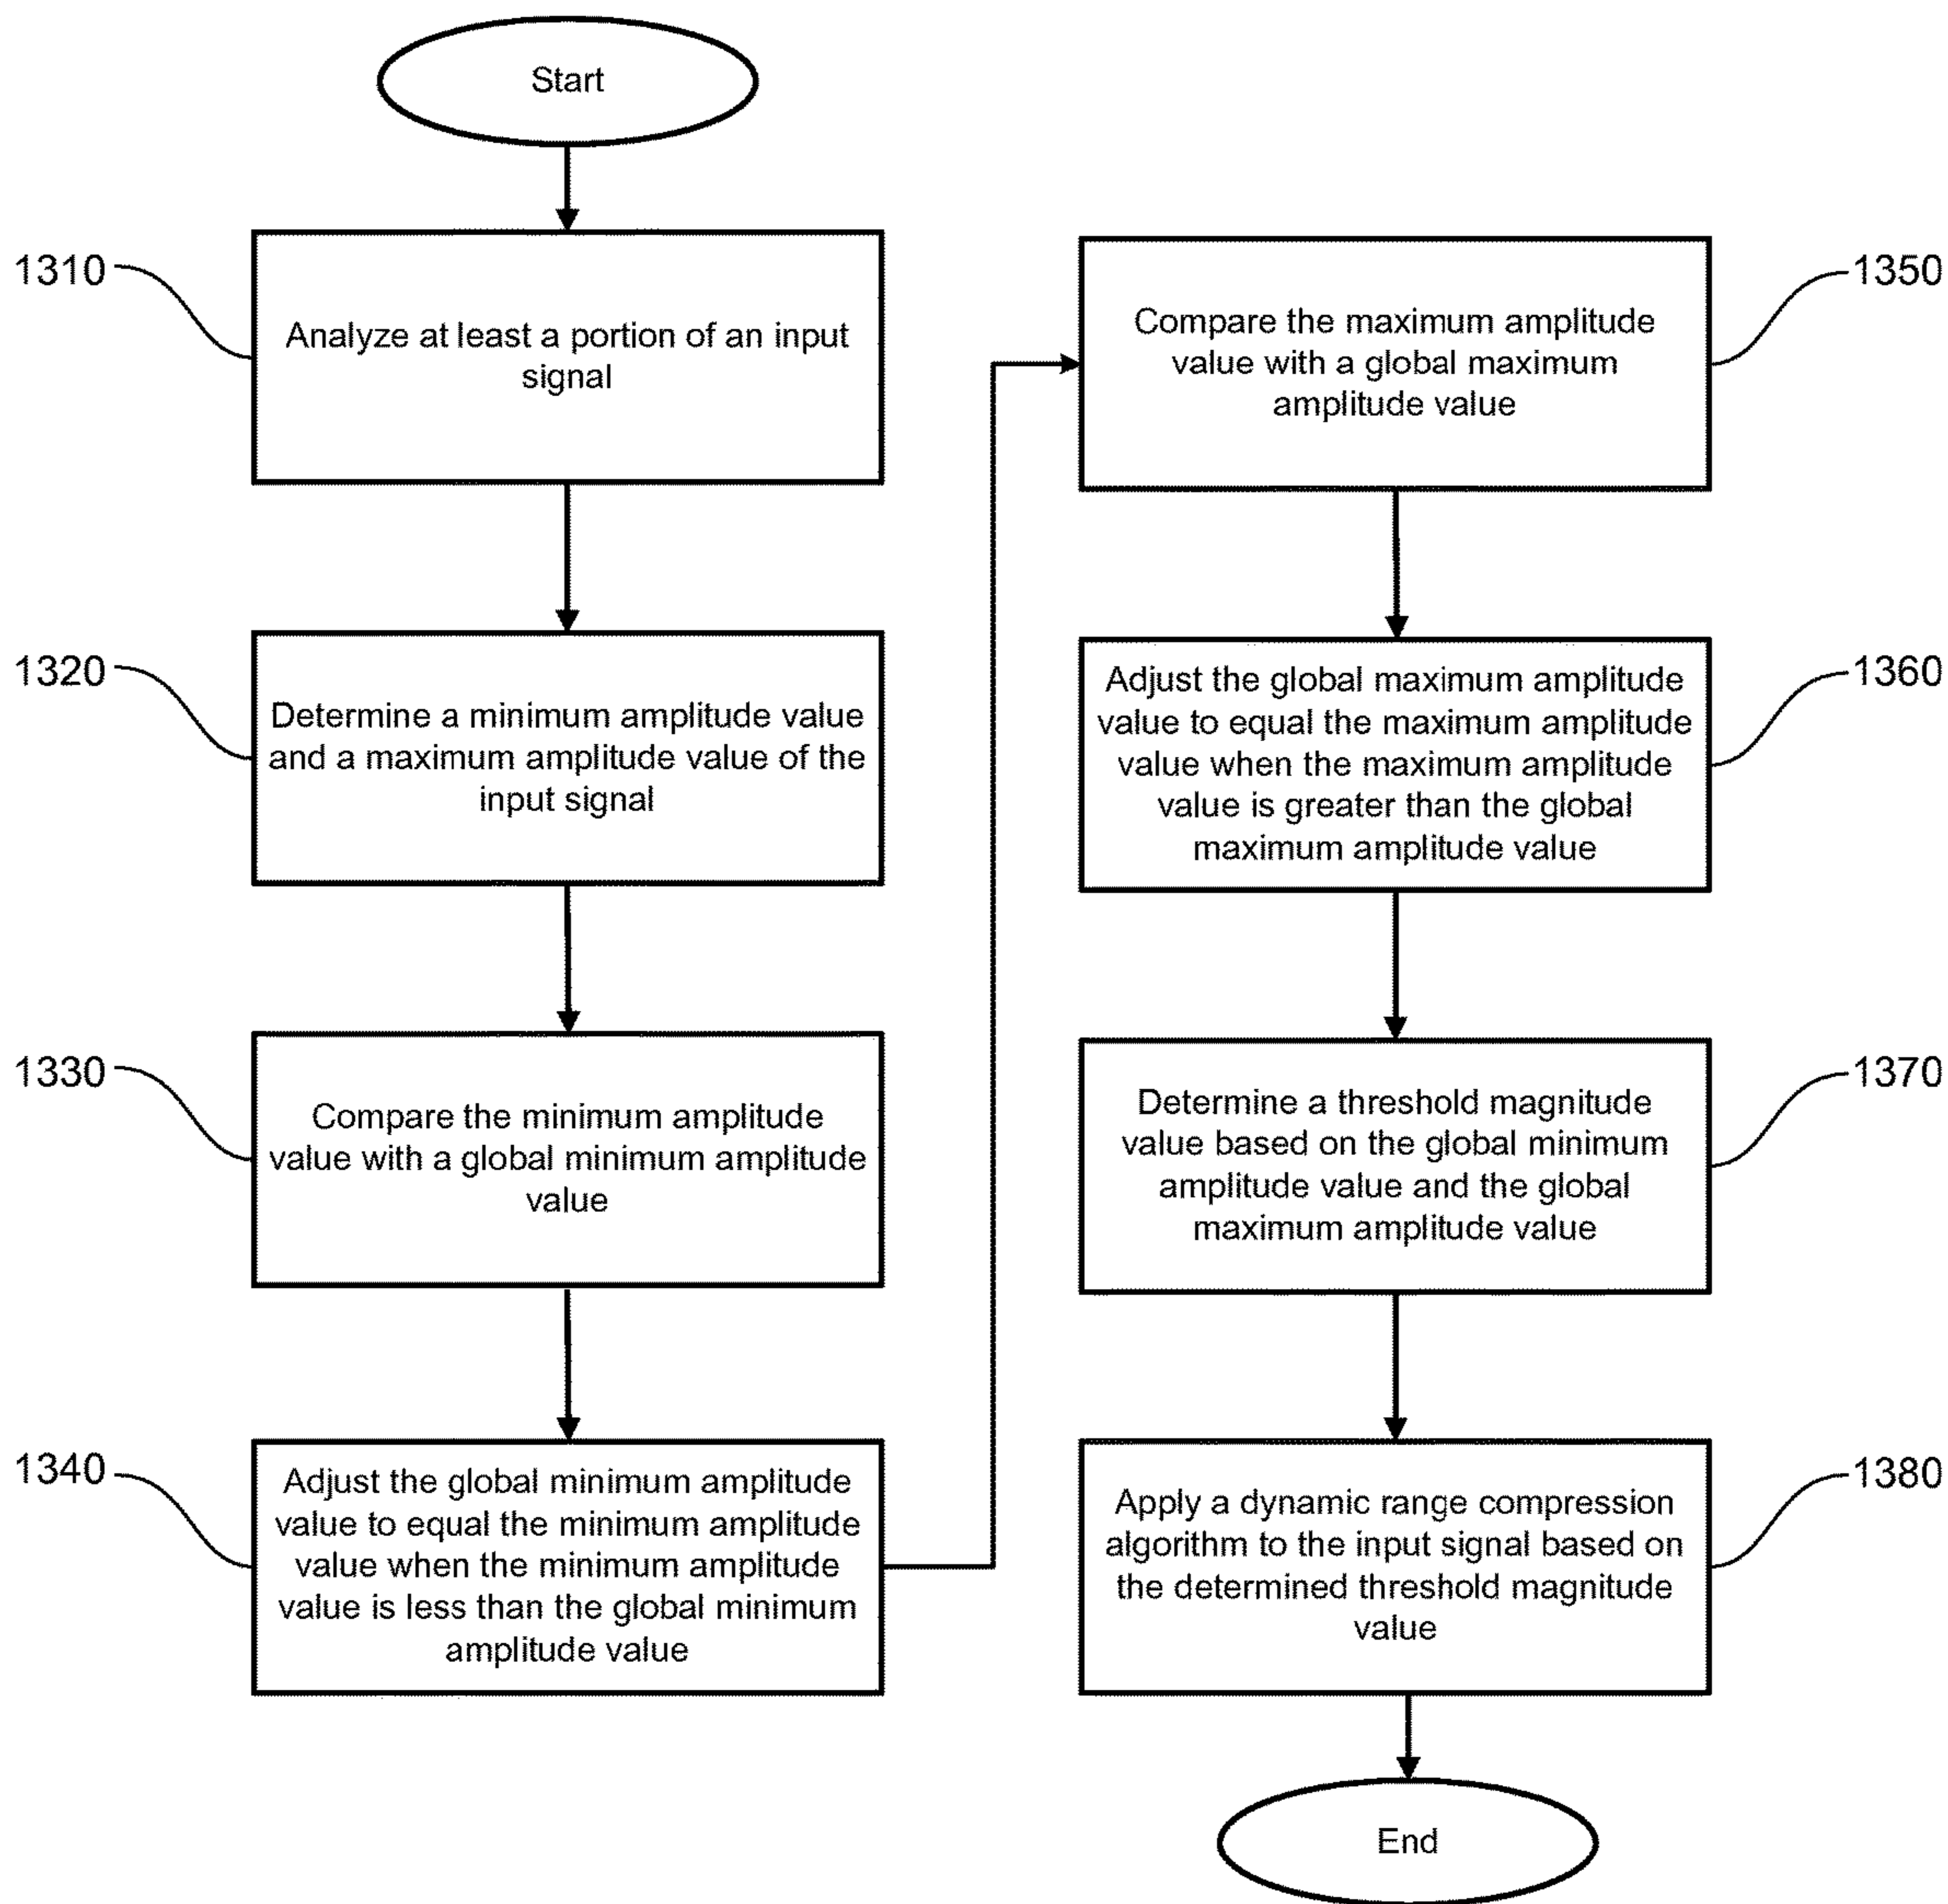 Start
1310
Analyze at least a portion of an input
signal
1320
Determine a minimum amplitude value
and a maximum amplitude value of the
input signal
1330
Compare the minimum amplitude
value with a global minimum amplitude
value
1340
Adjust the global minimum amplitude
value to equal the minimum amplitude
value when the minimum amplitude
value is less than the global minimum
amplitude value
1350
Compare the maximum amplitude
value with a global maximum
amplitude value
1360
Adjust the global maximum amplitude
value to equal the maximum amplitude
value when the maximum amplitude
value is greater than the global
maximum amplitude value
1370
Determine a threshold magnitude
value based on the global minimum
amplitude value and the global
maximum amplitude value
1380
Apply a dynamic range compression
algorithm to the input signal based on
the determined threshold magnitude
value
End